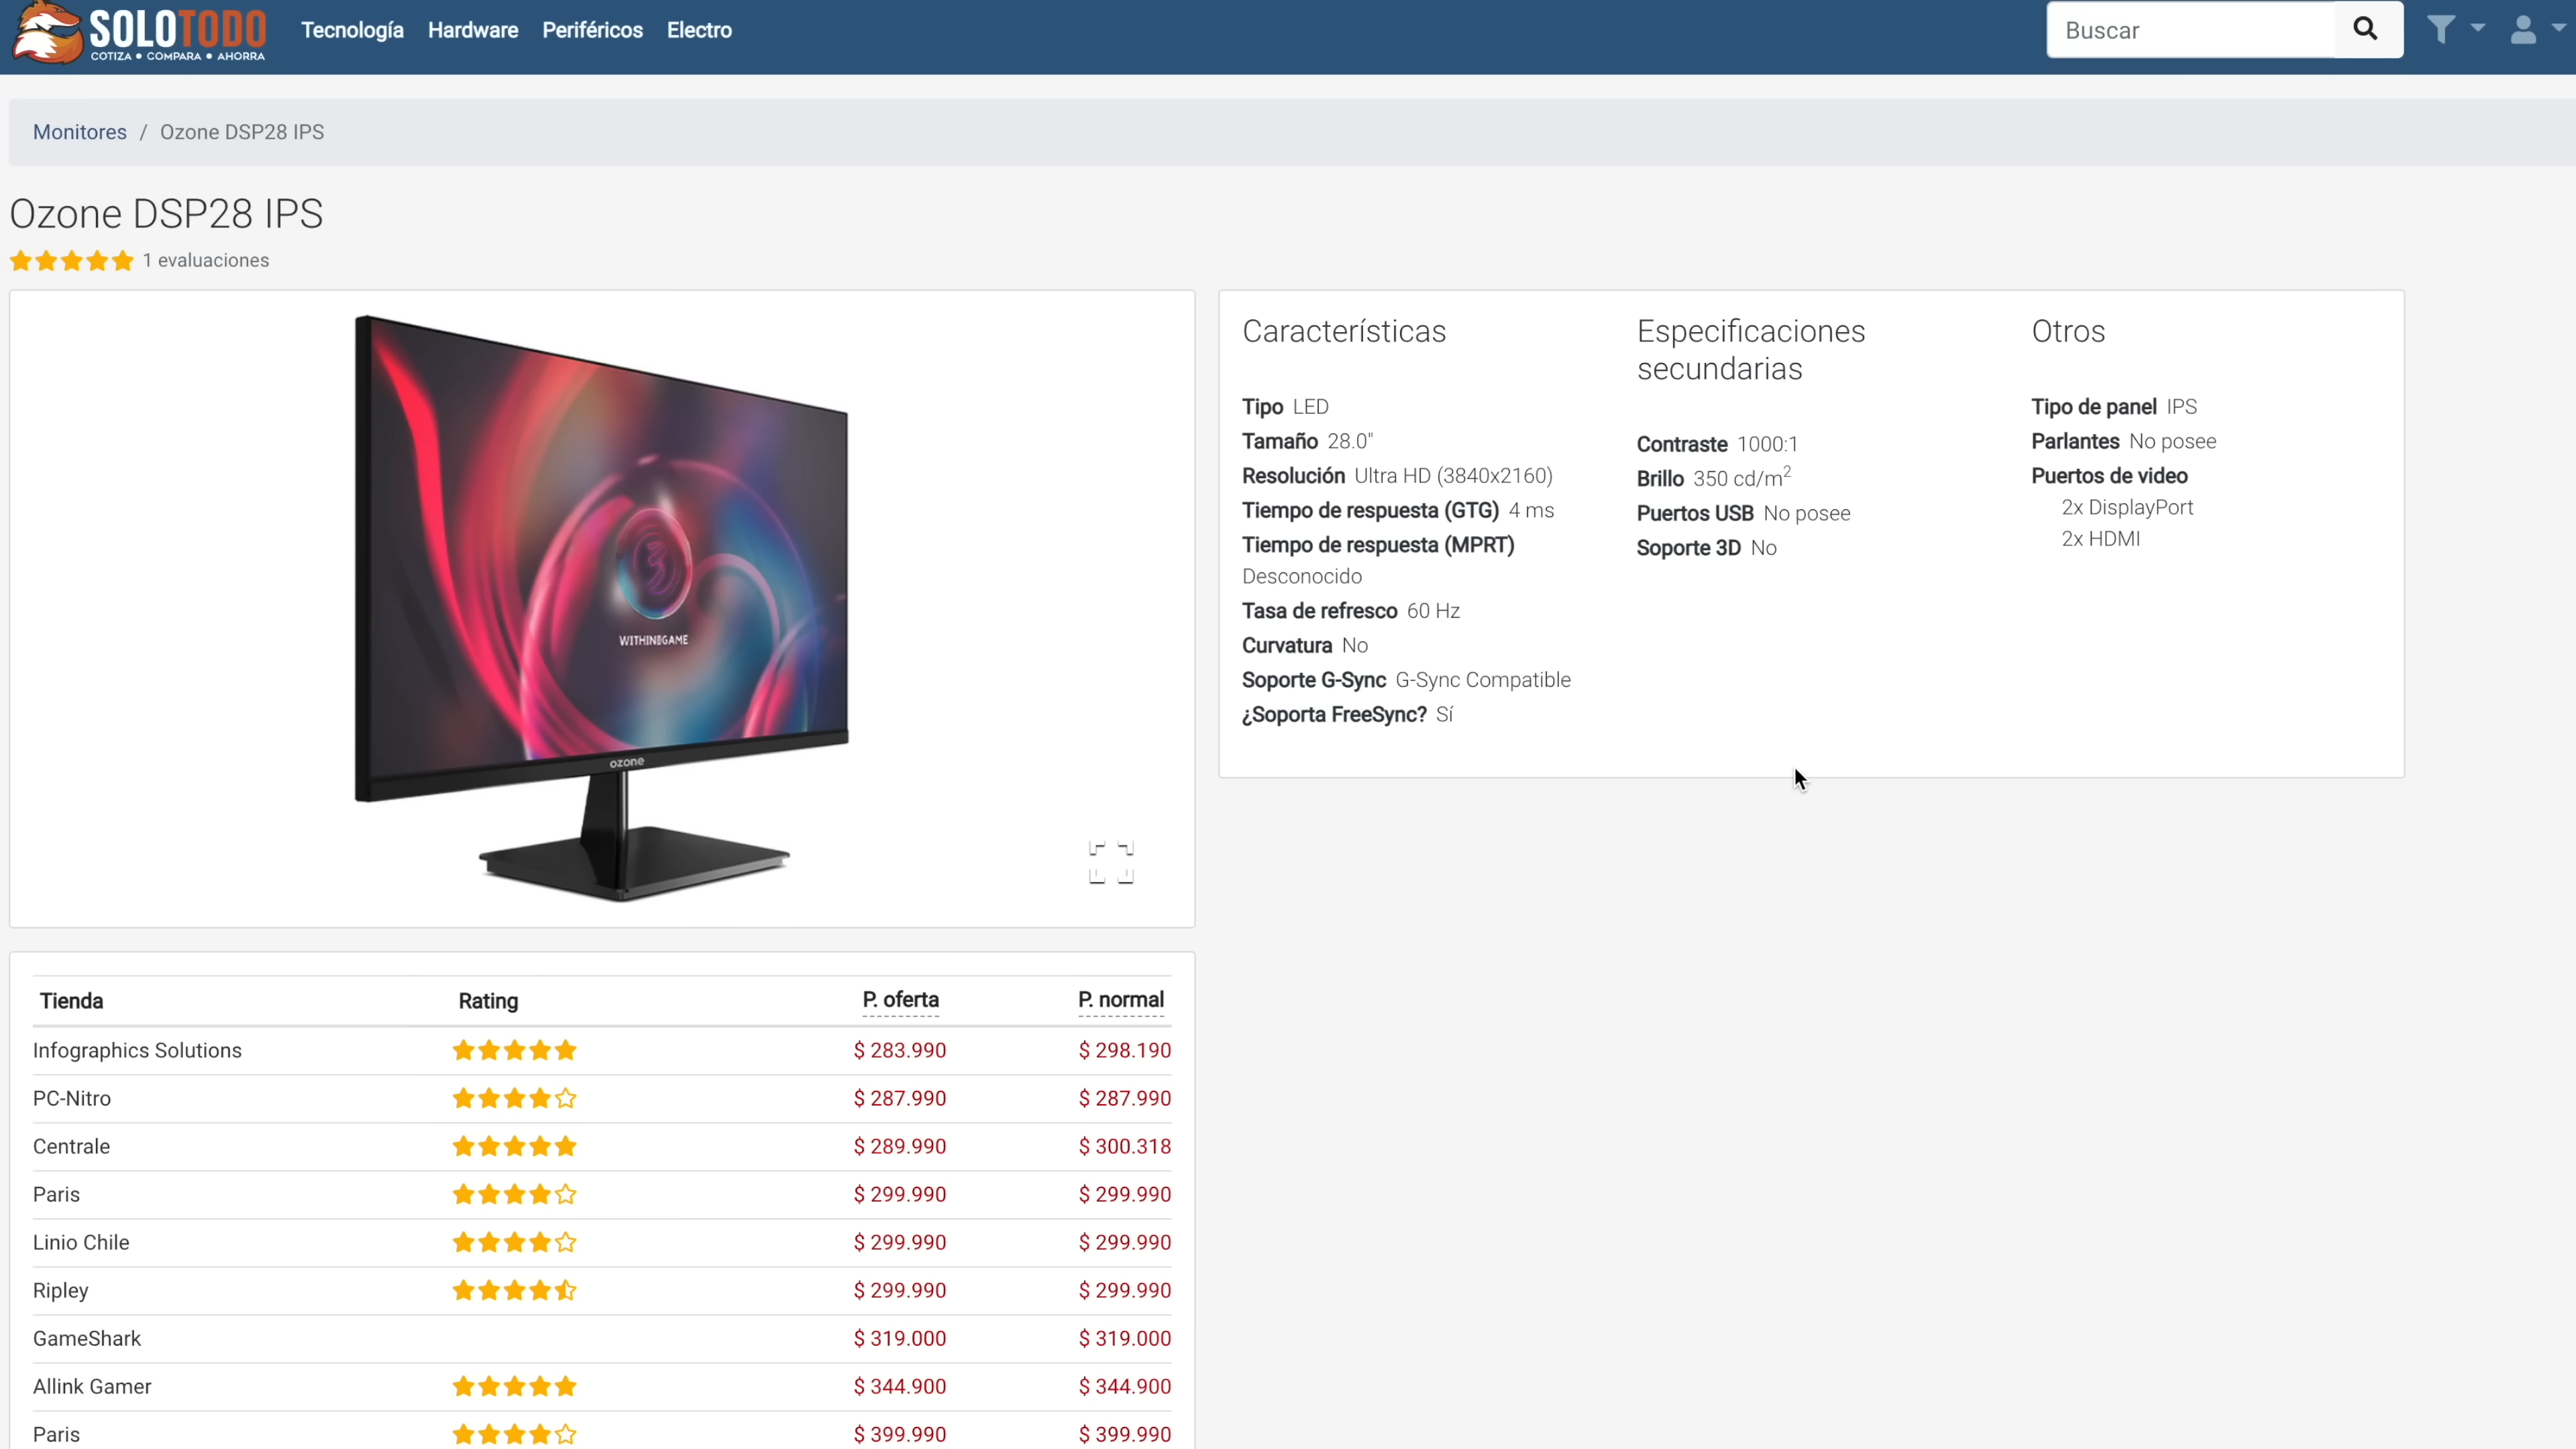 SOLOTODO
COTIZA • COMPARA • AHORRA
Tecnología
Hardware
Periféricos
Electro
Buscar
Monitores / Ozone DSP28 IPS
Ozone DSP28 IPS
1 evaluaciones
WITHINGAME
ozone
Características
Tipo LED
Tamaño 28.0"
Resolución Ultra HD (3840x2160)
Tiempo de respuesta (GTG) 4 ms
Tiempo de respuesta (MPRT)
Desconocido
Tasa de refresco 60 Hz
Curvatura No
Soporte G-Sync G-Sync Compatible
¿Soporta FreeSync? Sí
Especificaciones
secundarias
Contraste 1000:1
Brillo 350 cd/m²
Puertos USB No posee
Soporte 3D No
Otros
Tipo de panel IPS
Parlantes No posee
Puertos de video
2x DisplayPort
2x HDMI
Tienda Rating P. oferta P. normal
Infographics Solutions $ 283.990 $ 298.190
PC-Nitro $ 287.990 $ 287.990
Centrale $ 289.990 $ 300.318
Paris $ 299.990 $ 299.990
Linio Chile $ 299.990 $ 299.990
Ripley $ 299.990 $ 299.990
GameShark $ 319.000 $ 319.000
Allink Gamer $ 344.900 $ 344.900
Paris $ 399.990 $ 399.990